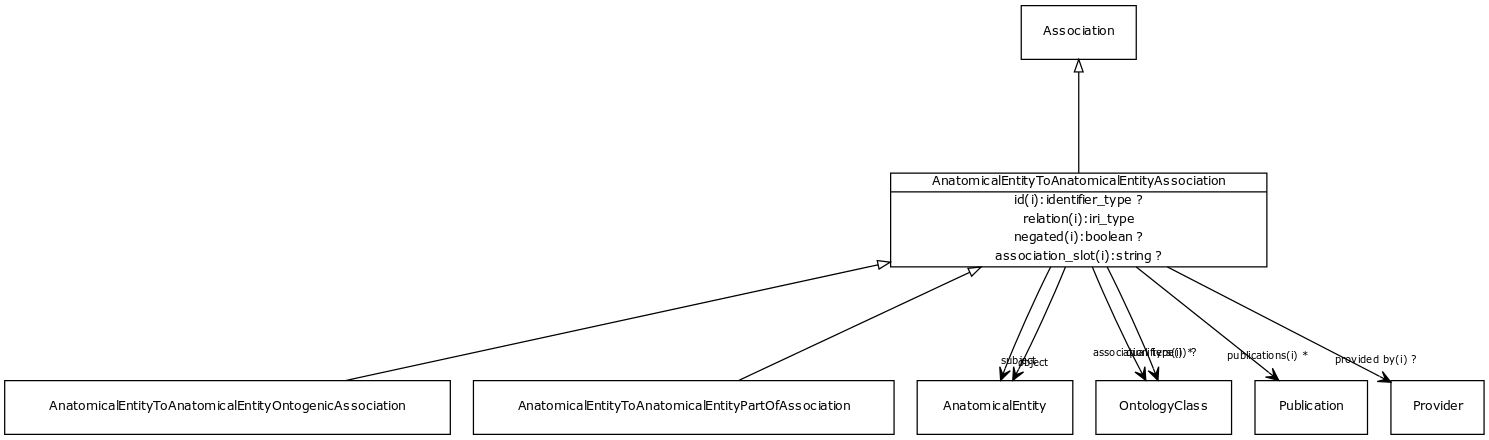 Association
AnatomicalEntityToAnatomicalEntityAssociation
id(i):identifier_type ?
relation(i):iri_type
negated(i):boolean ?
association_slot(i):string ?
subject
object
association type(i) ?
qualifiers(i) *
publications(i) *
provided by(i) ?
AnatomicalEntityToAnatomicalEntityOntogenicAssociation
AnatomicalEntityToAnatomicalEntityPartOfAssociation
AnatomicalEntity
OntologyClass
Publication
Provider